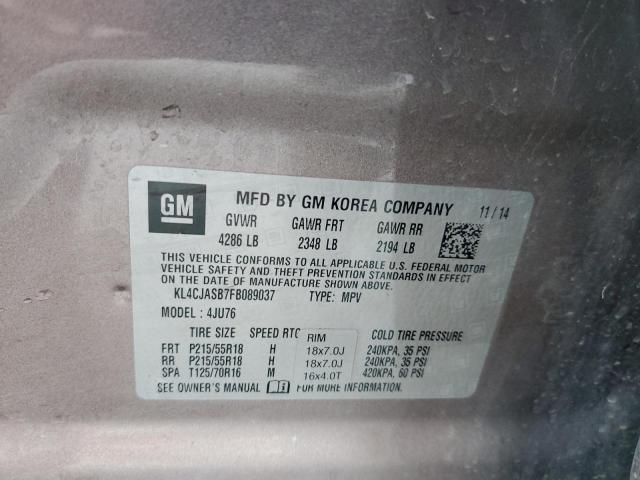 GM
MFD BY GM KOREA COMPANY 11/14
GVWR GAWR FRT GAWR RR
4286 LB 2348 LB 2194 LB
THIS VEHICLE CONFORMS TO ALL APPLICABLE U.S. FEDERAL MOTOR
VEHICLE SAFETY AND THEFT PREVENTION STANDARDS IN EFFECT
ON THE DATE OF MANUFACTURE SHOWN ABOVE.
KL4CJASB7FB089037 TYPE: MPV
MODEL : 4JU76
TIRE SIZE SPEED RTG RIM COLD TIRE PRESSURE
FRT P215/55R18 H 18x7.0J 240KPA, 35 PSI
RR P215/55R18 H 18x7.0J 240KPA, 35 PSI
SPA T125/70R16 M 16x4.0T 420KPA, 60 PSI
SEE OWNER'S MANUAL FOR MORE INFORMATION.